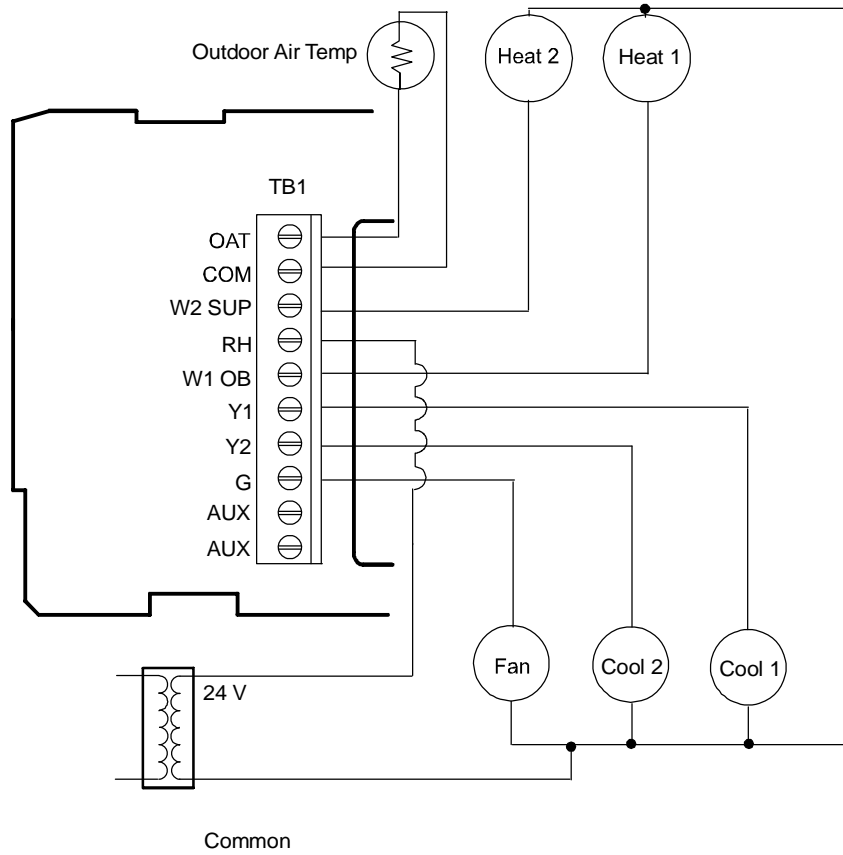 Outdoor Air Temp
Heat 2
Heat 1
TB1
OAT
COM
W2 SUP
RH
W1 OB
Y1
Y2
G
AUX
AUX
Fan
Cool 2
Cool 1
24 V
Common